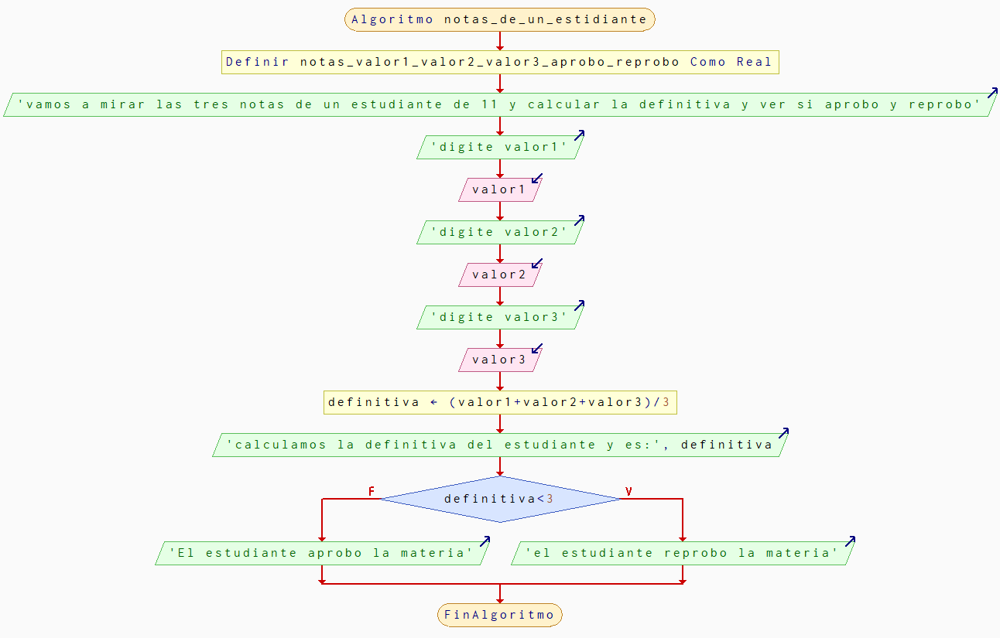 Algoritmo notas_de_un_estidiante
Definir notas_valor1_valor2_valor3_aprobo_reprobo Como Real
'vamos a mirar las tres notas de un estudiante de 11 y calcular la definitiva y ver si aprobo y reprobo'
'digite valor1'
valor1
'digite valor2'
valor2
'digite valor3'
valor3
definitiva ← (valor1+valor2+valor3)/3
'calculamos la definitiva del estudiante y es:', definitiva
F
definitiva<3
V
'El estudiante aprobo la materia'
'el estudiante reprobo la materia'
FinAlgoritmo